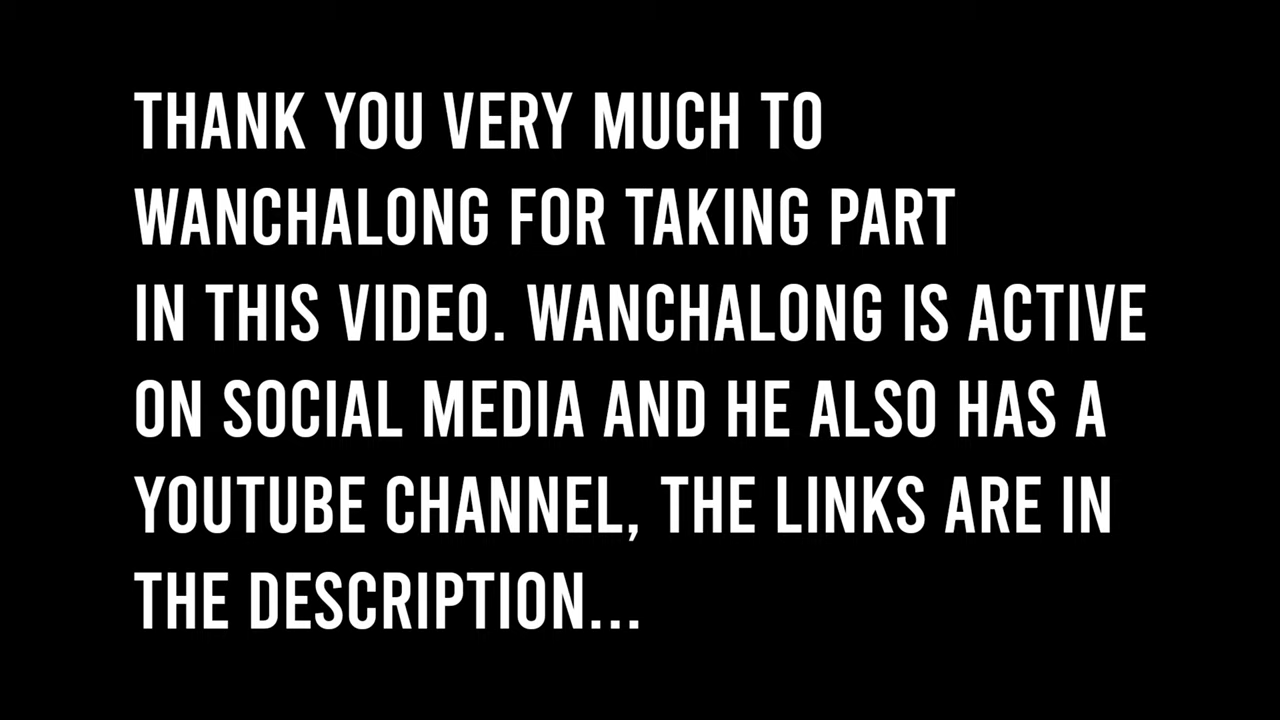 THANK YOU VERY MUCH TO
WANCHALONG FOR TAKING PART
IN THIS VIDEO. WANCHALONG IS ACTIVE
ON SOCIAL MEDIA AND HE ALSO HAS A
YOUTUBE CHANNEL, THE LINKS ARE IN
THE DESCRIPTION...